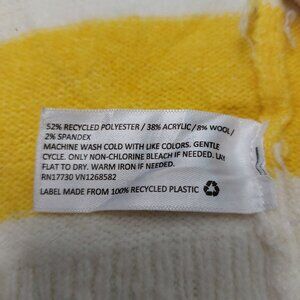 52% RECYCLED POLYESTER / 38% ACRYLIC / 8% WOOL /
2% SPANDEX
MACHINE WASH COLD WITH LIKE COLORS. GENTLE
CYCLE. ONLY NON-CHLORINE BLEACH IF NEEDED. LAY
FLAT TO DRY. WARM IRON IF NEEDED.
RN17730 VN1268582
LABEL MADE FROM 100% RECYCLED PLASTIC